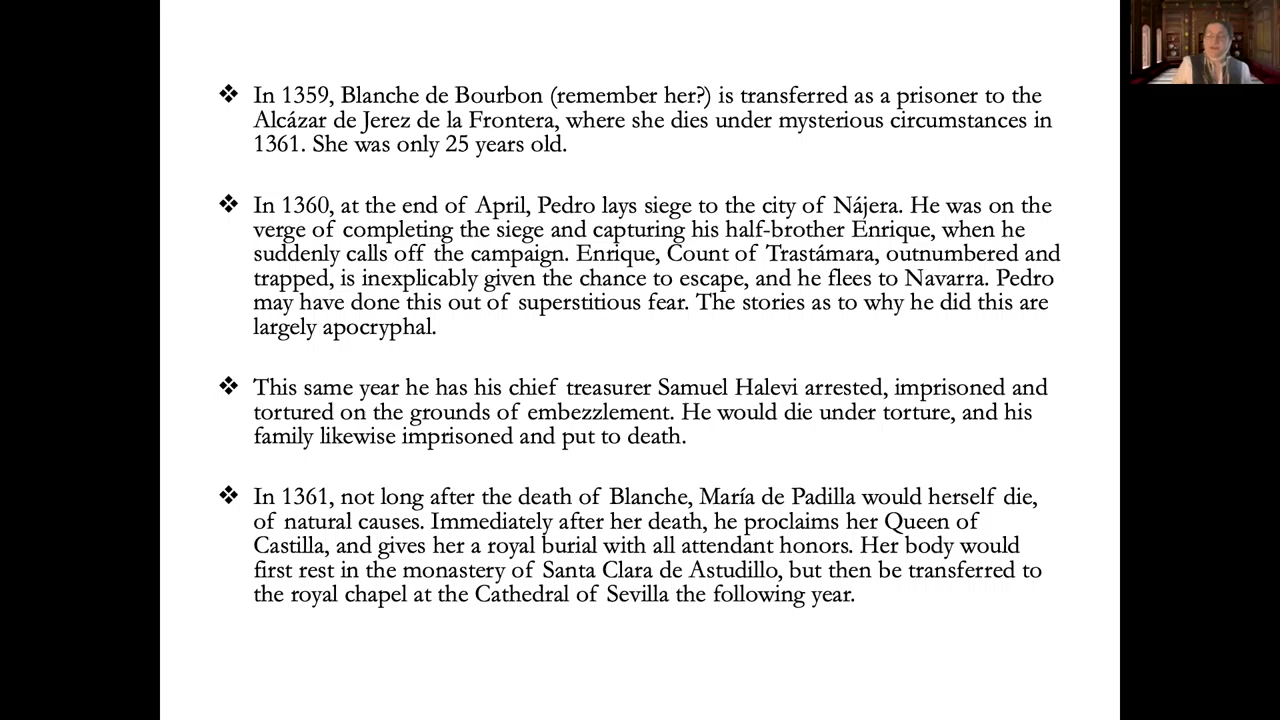 ❖ In 1359, Blanche de Bourbon (remember her?) is transferred as a prisoner to the
Alcázar de Jerez de la Frontera, where she dies under mysterious circumstances in
1361. She was only 25 years old.
❖ In 1360, at the end of April, Pedro lays siege to the city of Nájera. He was on the
verge of completing the siege and capturing his half-brother Enrique, when he
suddenly calls off the campaign. Enrique, Count of Trastámara, outnumbered and
trapped, is inexplicably given the chance to escape, and he flees to Navarra. Pedro
may have done this out of superstitious fear. The stories as to why he did this are
largely apocryphal.
❖ This same year he has his chief treasurer Samuel Halevi arrested, imprisoned and
tortured on the grounds of embezzlement. He would die under torture, and his
family likewise imprisoned and put to death.
❖ In 1361, not long after the death of Blanche, María de Padilla would herself die,
of natural causes. Immediately after her death, he proclaims her Queen of
Castilla, and gives her a royal burial with all attendant honors. Her body would
first rest in the monastery of Santa Clara de Astudillo, but then be transferred to
the royal chapel at the Cathedral of Sevilla the following year.